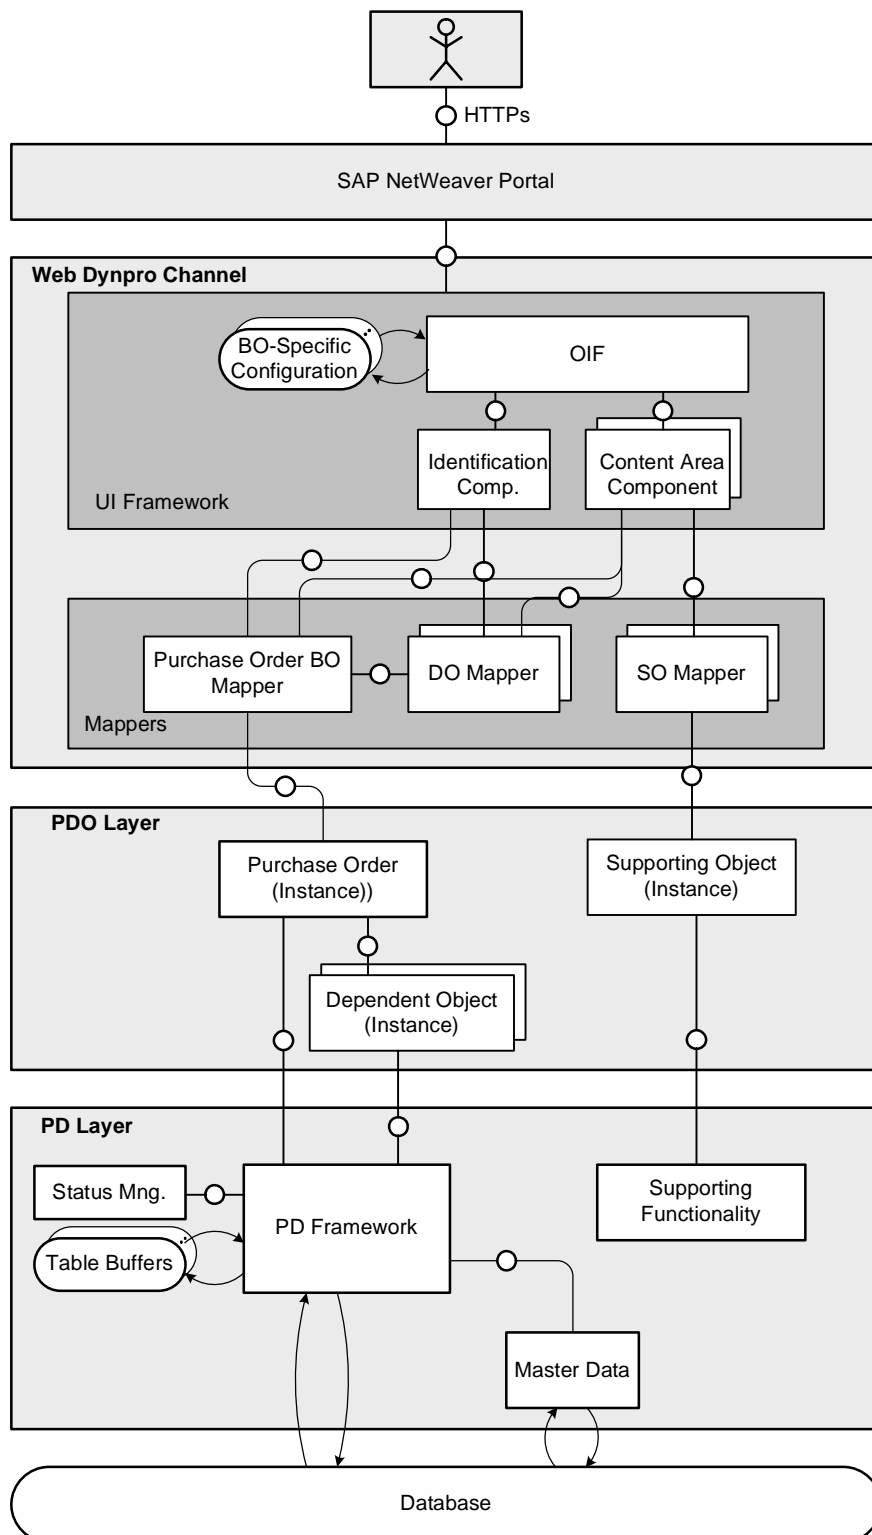 HTTPs
SAP NetWeaver Portal
Web Dynpro Channel
BO-Specific
Configuration
OIF
Identification
Comp.
Content Area
Component
UI Framework
Purchase Order BO
Mapper
DO Mapper
SO Mapper
Mappers
PDO Layer
Purchase Order
(Instance))
Supporting Object
(Instance)
Dependent Object
(Instance)
PD Layer
Status Mng.
PD Framework
Supporting
Functionality
Table Buffers
Master Data
Database